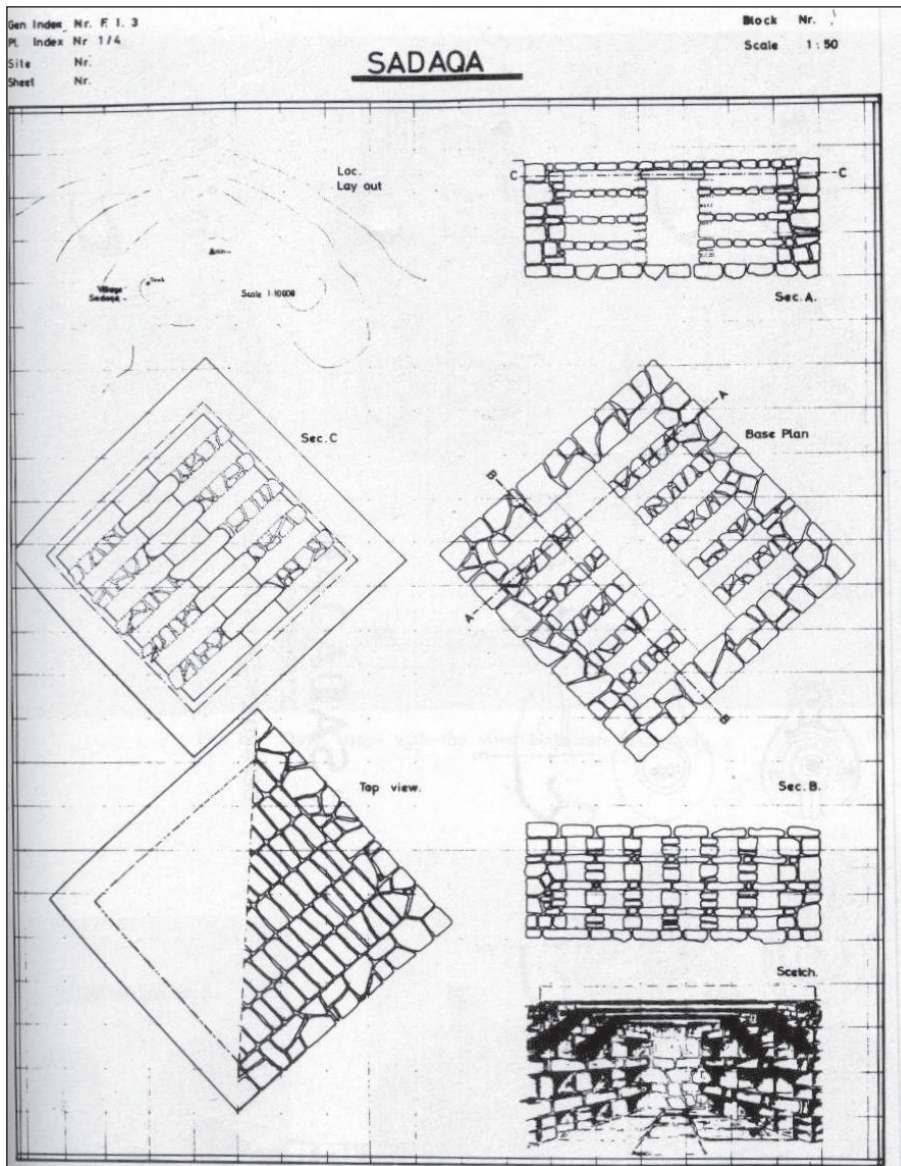 Gen Index Nr. F. I. 3
PL Index Nr 1/4
Site Nr.
Sheet Nr.
Block Nr.
Scale 1:50
SADAQA
Loc.
Lay out
Village
Sadaqa
Scale 1-10000
C
C
Sec. A.
Sec. C
Base Plan
A
B
A
B
Top view.
Sec. B.
Scetch.